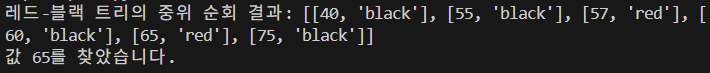 레드-블랙 트리의 중위 순회 결과: [[40, 'black'], [55, 'black'], [57, 'red'], [
60, 'black'], [65, 'red'], [75, 'black']]
값 65를 찾았습니다.